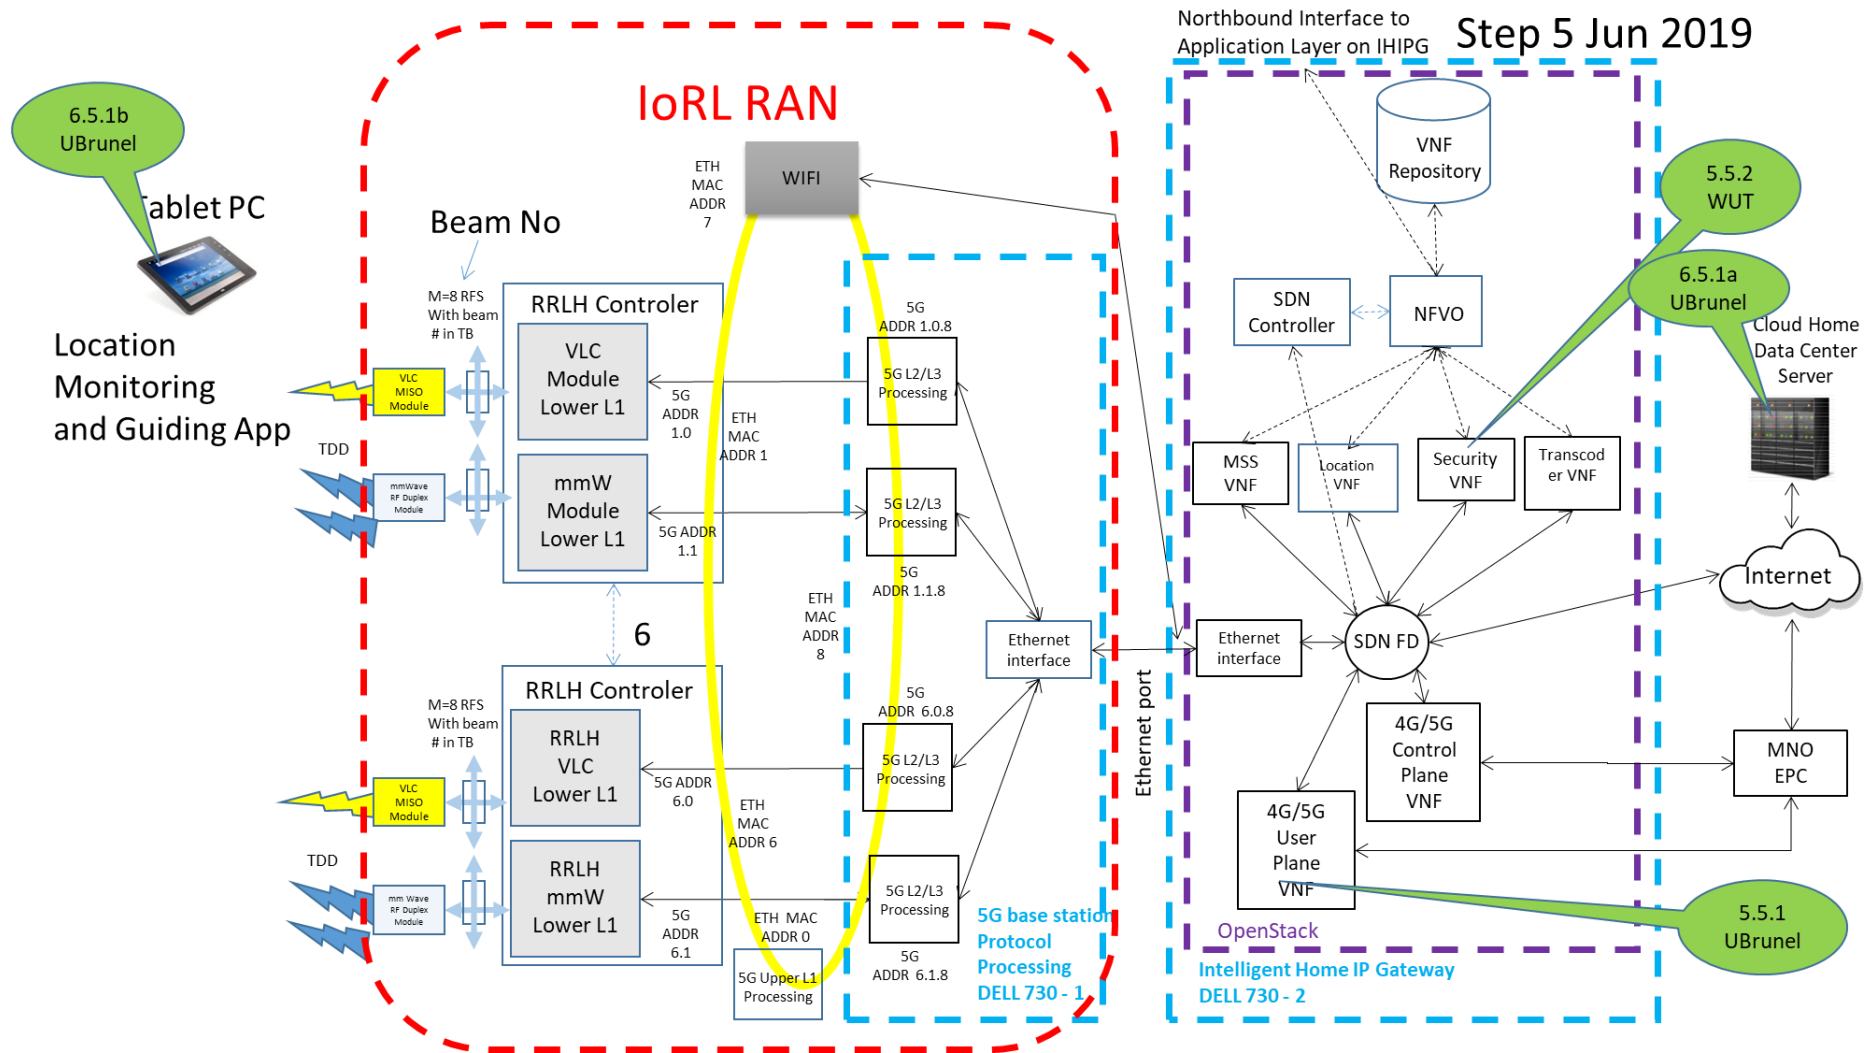 Northbound Interface to
Application Layer on IHIPG
Step 5 Jun 2019
6.5.1b
UBrunel
Tablet PC
Location
Monitoring
and Guiding App
IoRL RAN
WIFI
ETH
MAC
ADDR
7
Beam No
M=8 RFS
With beam
# in TB
RRLH Controler
VLC
Module
Lower L1
mmW
Module
Lower L1
VLC
MISO
Module
TDD
mmWave
RF Duplex
Module
5G
ADDR
1.0
ETH
MAC
ADDR 1
5G ADDR
1.1
5G
ADDR 1.0.8
5G L2/L3
Processing
5G L2/L3
Processing
5G
ADDR 1.1.8
ETH
MAC
ADDR
8
6
Ethernet
interface
M=8 RFS
With beam
# in TB
RRLH Controler
RRLH
VLC
Lower L1
RRLH
mmW
Lower L1
VLC
MISO
Module
TDD
mm Wave
RF Duplex
Module
5G ADDR
6.0
ETH
MAC
ADDR 6
5G
ADDR
6.1
5G
ADDR 6.0.8
5G L2/L3
Processing
5G L2/L3
Processing
5G
ADDR 6.1.8
ETH MAC
ADDR 0
5G Upper L1
Processing
5G base station
Protocol
Processing
DELL 730 - 1
Ethernet port
VNF
Repository
SDN
Controller
NFVO
MSS
VNF
Location
VNF
Security
VNF
Transcod
er VNF
Ethernet
interface
SDN FD
4G/5G
Control
Plane
VNF
4G/5G
User
Plane
VNF
OpenStack
Intelligent Home IP Gateway
DELL 730 - 2
5.5.2
WUT
6.5.1a
UBrunel
Cloud Home
Data Center
Server
Internet
MNO
EPC
5.5.1
UBrunel